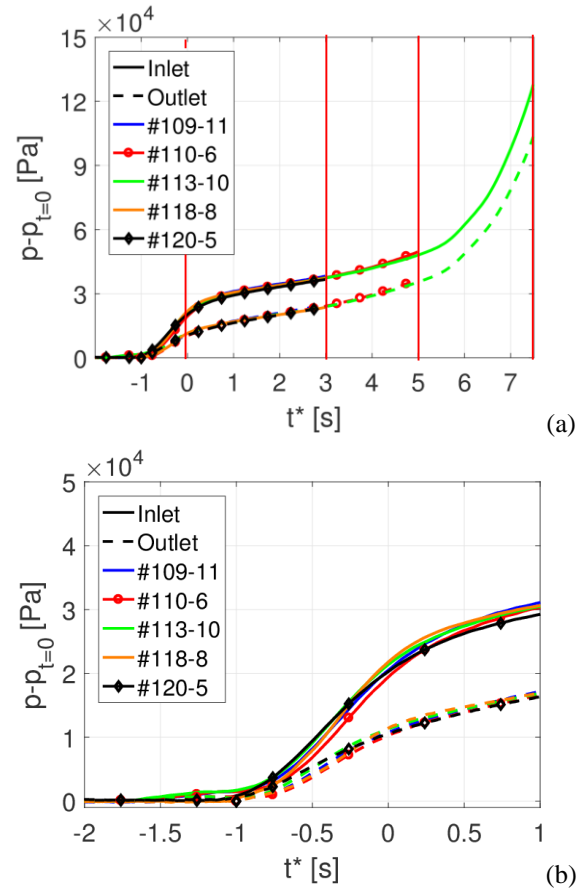 ×10⁴
15
12
9
6
3
0
p-p_{t=0} [Pa]
Inlet
Outlet
#109-11
#110-6
#113-10
#118-8
#120-5
-1 0 1 2 3 4 5 6 7
t* [s]
(a)
×10⁴
5
4
3
2
1
0
p-p_{t=0} [Pa]
Inlet
Outlet
#109-11
#110-6
#113-10
#118-8
#120-5
-2 -1.5 -1 -0.5 0 0.5 1
t* [s]
(b)